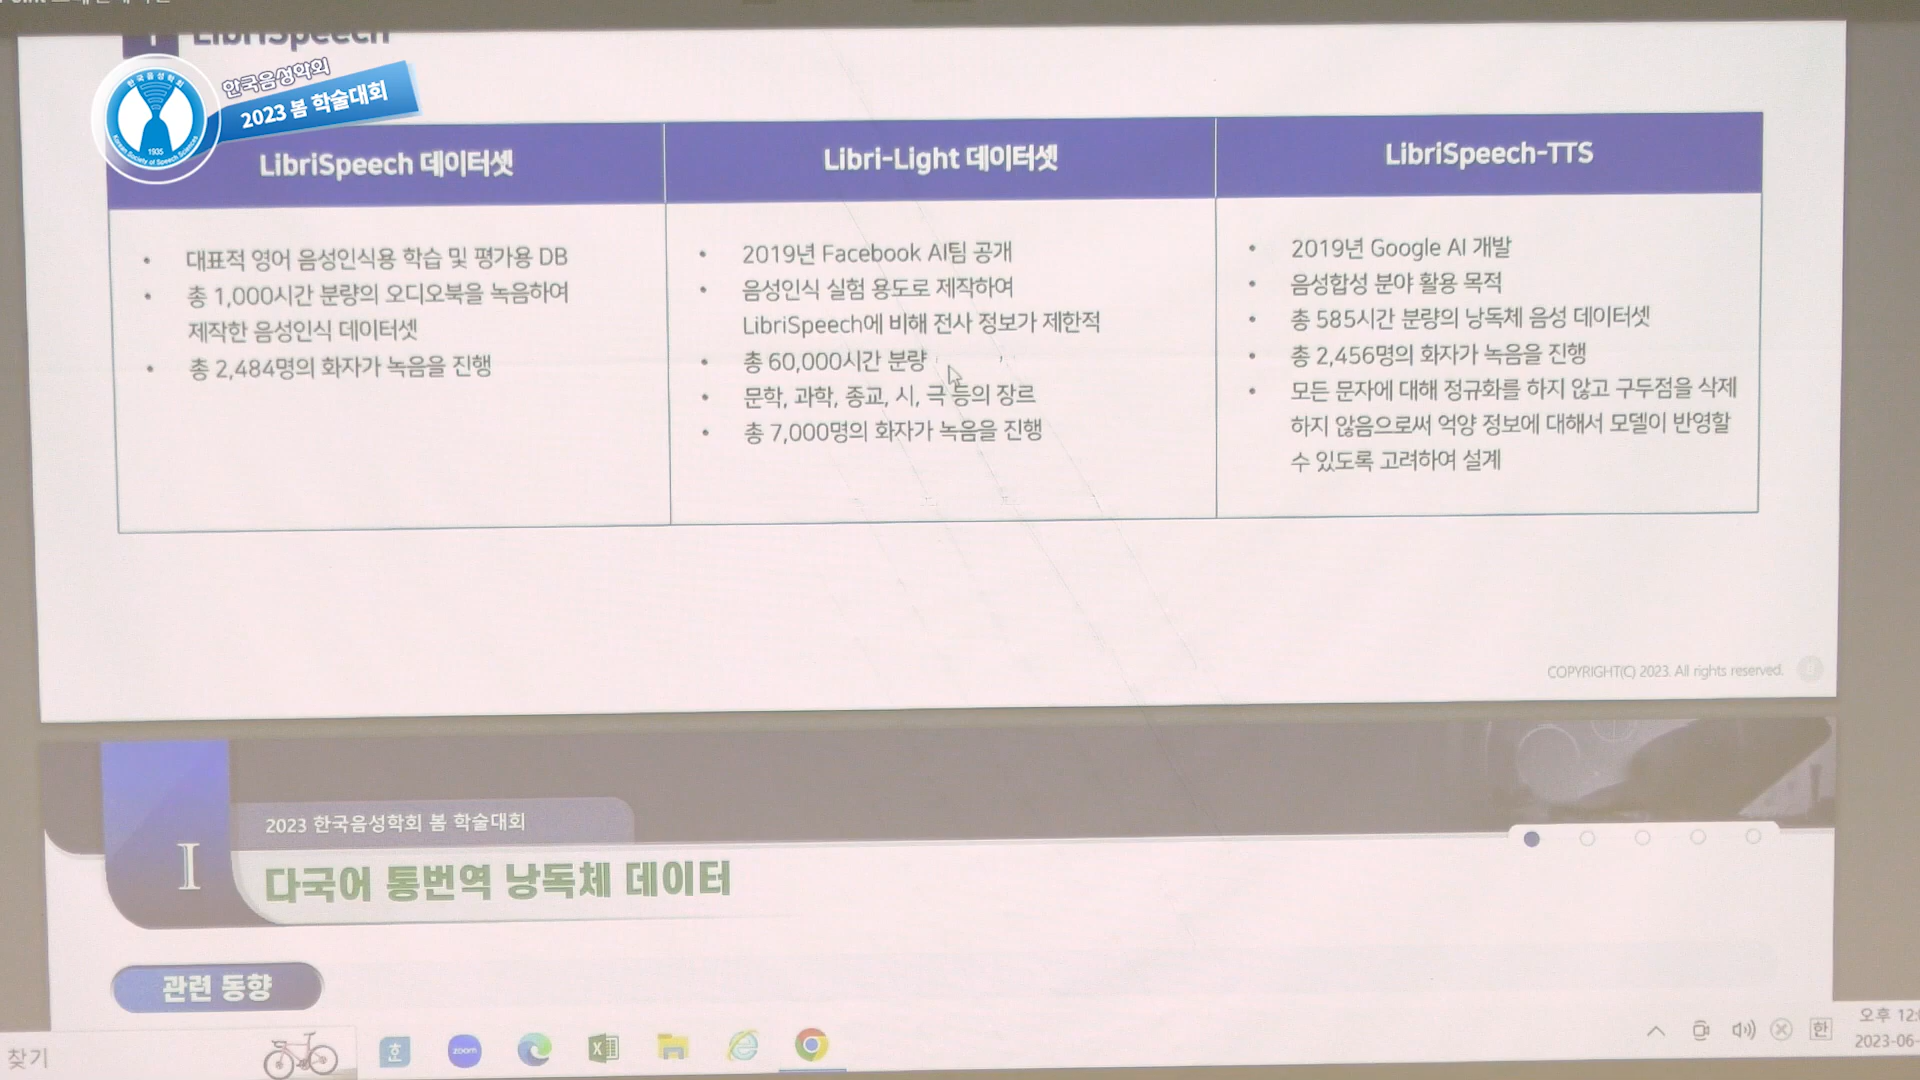 LibriSpeech
한국음성학회
2023 봄 학술대회
한국음성학회
1935
Korean Society of Speech Sciences
LibriSpeech 데이터셋
대표적 영어 음성인식용 학습 및 평가용 DB
총 1,000시간 분량의 오디오북을 녹음하여
제작한 음성인식 데이터셋
총 2,484명의 화자가 녹음을 진행
Libri-Light 데이터셋
2019년 Facebook AI팀 공개
음성인식 실험 용도로 제작하여
LibriSpeech에 비해 전사 정보가 제한적
총 60,000시간 분량
문학, 과학, 종교, 시, 극 등의 장르
총 7,000명의 화자가 녹음을 진행
LibriSpeech-TTS
2019년 Google AI 개발
음성합성 분야 활용 목적
총 585시간 분량의 낭독체 음성 데이터셋
총 2,456명의 화자가 녹음을 진행
모든 문자에 대해 정규화를 하지 않고 구두점을 삭제
하지 않음으로써 억양 정보에 대해서 모델이 반영할
수 있도록 고려하여 설계
COPYRIGHT(C) 2023. All rights reserved.
2023 한국음성학회 봄 학술대회
I
다국어 통번역 낭독체 데이터
관련 동향
찾기
zoom
한
오후 12:
2023-06-